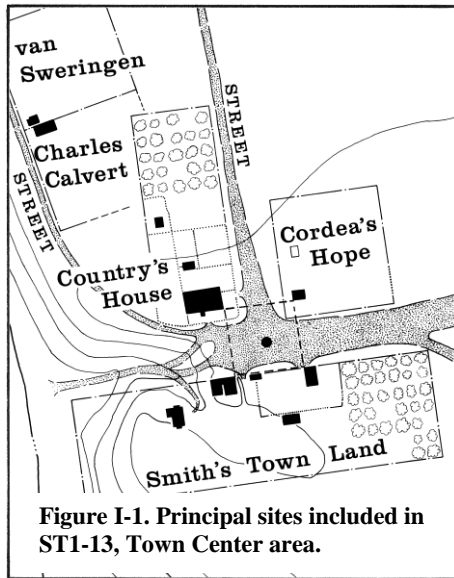 van
Sweringen
Charles
Calvert
STREET
STREET
Country's
House
Cordea's
Hope
Smith's Town Land
Figure I-1. Principal sites included in
ST1-13, Town Center area.